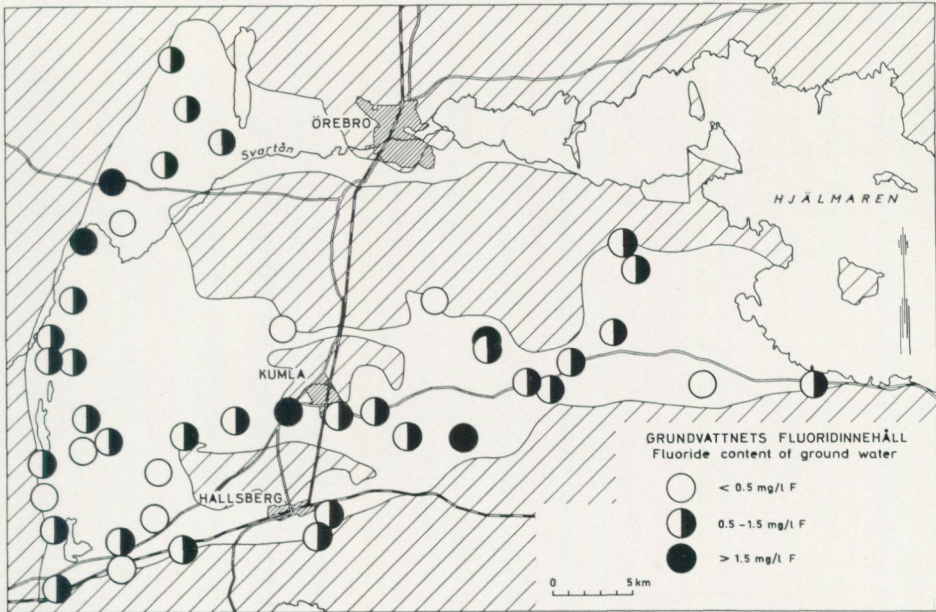 ÖREBRO
Svartån
HJÄLMAREN
KUMLA
HALLSBERG
GRUNDVATTNETS FLUORIDINNEHÅLL
Fluoride content of ground water
< 0.5 mg/l F
0.5 – 1.5 mg/l F
> 1.5 mg/l F
0 5 km